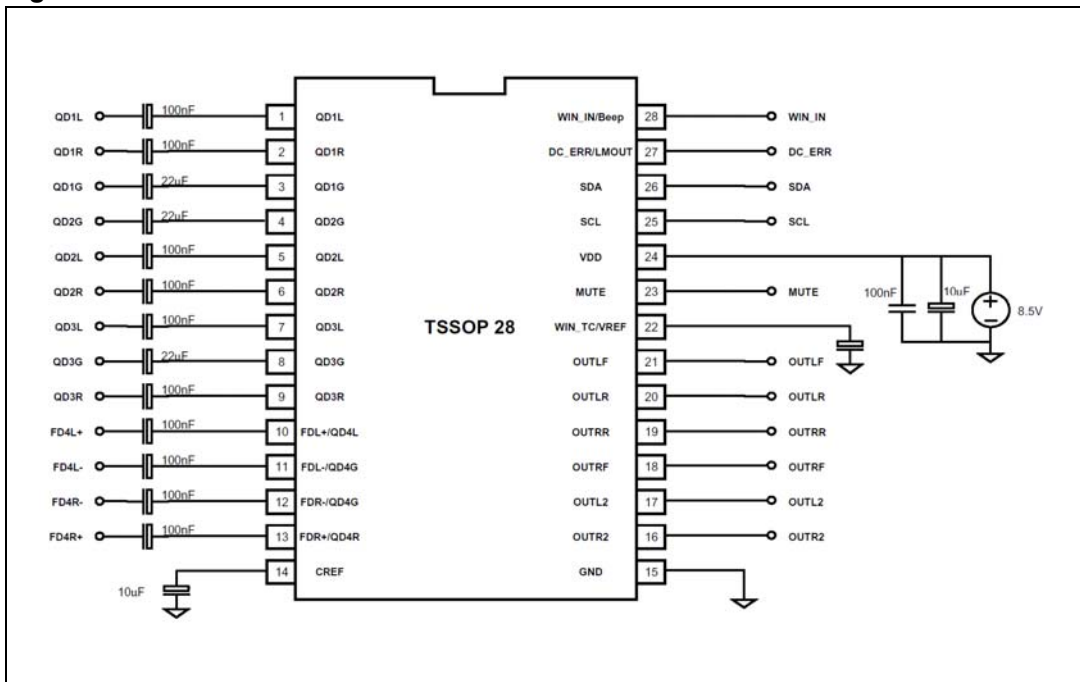 QD1L 100nF 1 QD1L WIN_IN/Beep 28 WIN_IN
QD1R 100nF 2 QD1R DC_ERR/LMOUT 27 DC_ERR
QD1G 22uF 3 QD1G SDA 26 SDA
QD2G 22uF 4 QD2G SCL 25 SCL
QD2L 100nF 5 QD2L VDD 24
QD2R 100nF 6 QD2R MUTE 23 MUTE 100nF 10uF 8.5V
QD3L 100nF 7 QD3L TSSOP 28 WIN_TC/VREF 22
QD3G 22uF 8 QD3G OUTLF 21 OUTLF
QD3R 100nF 9 QD3R OUTLR 20 OUTLR
FD4L+ 100nF 10 FDL+/QD4L OUTRR 19 OUTRR
FD4L- 100nF 11 FDL-/QD4G OUTRF 18 OUTRF
FD4R- 100nF 12 FDR-/QD4G OUTL2 17 OUTL2
FD4R+ 100nF 13 FDR+/QD4R OUTR2 16 OUTR2
10uF 14 CREF GND 15